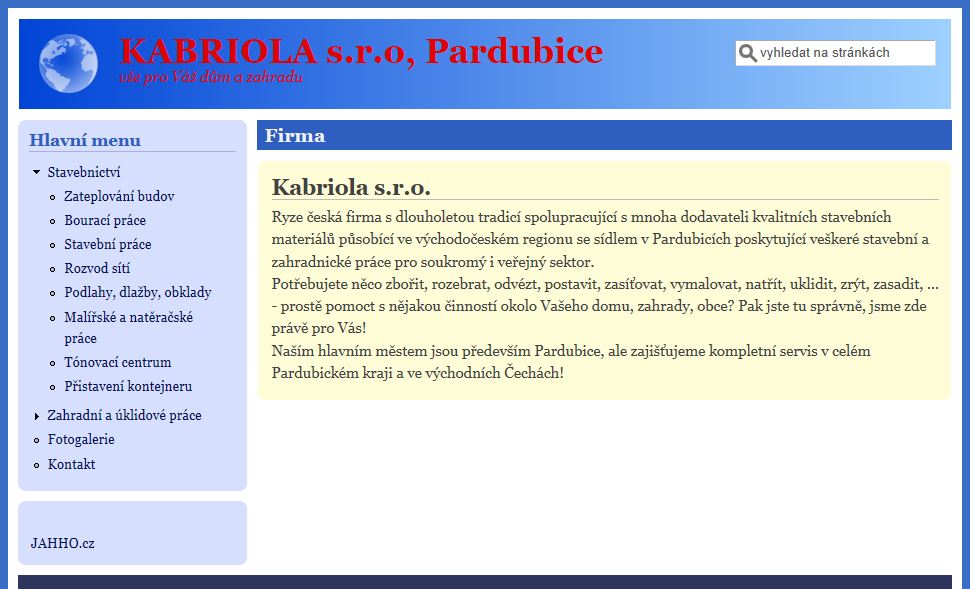 KABRIOLA s.r.o, Pardubice
vše pro Váš dům a zahradu
vyhledat na stránkách
Hlavní menu
Stavebnictví
Zateplování budov
Bourací práce
Stavební práce
Rozvod sítí
Podlahy, dlažby, obklady
Malířské a natěračské
práce
Tónovací centrum
Přistavení kontejneru
Zahradní a úklidové práce
Fotogalerie
Kontakt
JAHHO.cz
Firma
Kabriola s.r.o.
Ryze česká firma s dlouholetou tradicí spolupracující s mnoha dodavateli kvalitních stavebních
materiálů působící ve východočeském regionu se sídlem v Pardubicích poskytující veškeré stavební a
zahradnické práce pro soukromý i veřejný sektor.
Potřebujete něco zbořit, rozebrat, odvézt, postavit, zasíťovat, vymalovat, natřít, uklidit, zrýt, zasadit, ...
- prostě pomoct s nějakou činností okolo Vašeho domu, zahrady, obce? Pak jste tu správně, jsme zde
právě pro Vás!
Naším hlavním městem jsou především Pardubice, ale zajišťujeme kompletní servis v celém
Pardubickém kraji a ve východních Čechách!